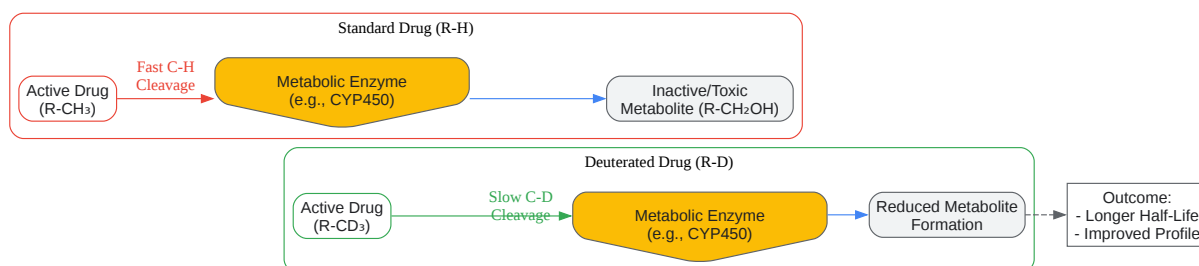 Standard Drug (R-H)
Fast C-H
Cleavage
Active Drug
(R-CH₃)
Metabolic Enzyme
(e.g., CYP450)
Inactive/Toxic
Metabolite (R-CH₂OH)
Deuterated Drug (R-D)
Slow C-D
Cleavage
Active Drug
(R-CD₃)
Metabolic Enzyme
(e.g., CYP450)
Reduced Metabolite
Formation
Outcome:
- Longer Half-Life
- Improved Profile